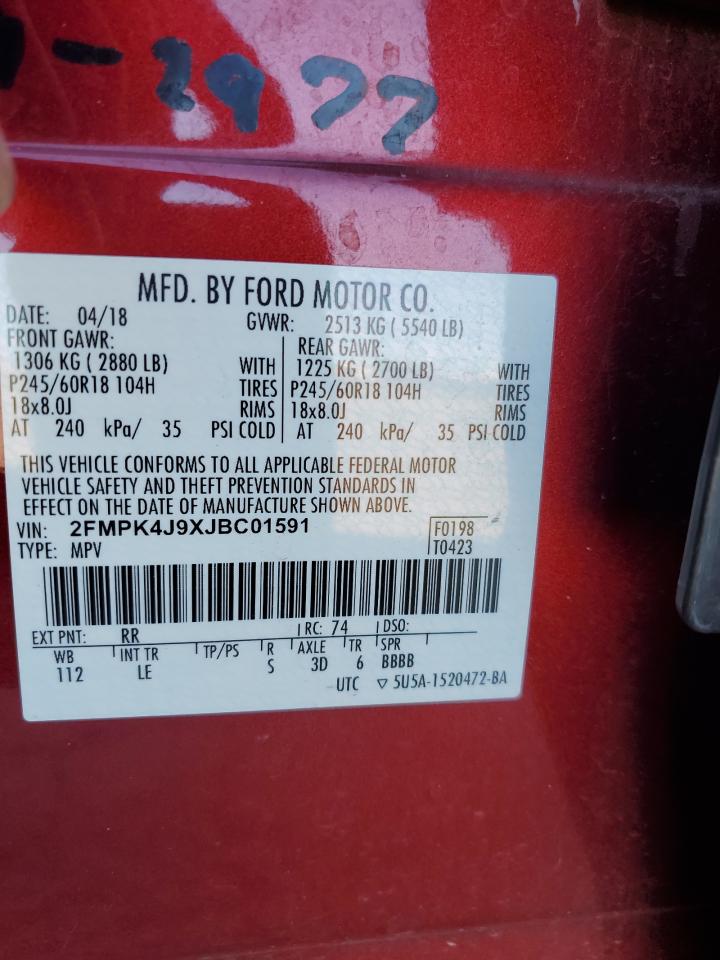 -2977
MFD. BY FORD MOTOR CO.
DATE: 04/18 GVWR: 2513 KG ( 5540 LB)
FRONT GAWR: REAR GAWR:
1306 KG ( 2880 LB) WITH 1225 KG ( 2700 LB) WITH
P245/60R18 104H TIRES P245/60R18 104H TIRES
18x8.0J RIMS 18x8.0J RIMS
AT 240 kPa/ 35 PSI COLD AT 240 kPa/ 35 PSI COLD
THIS VEHICLE CONFORMS TO ALL APPLICABLE FEDERAL MOTOR
VEHICLE SAFETY AND THEFT PREVENTION STANDARDS IN
EFFECT ON THE DATE OF MANUFACTURE SHOWN ABOVE.
VIN: 2FMPK4J9XJBC01591 F0198
TYPE: MPV T0423
EXT PNT: RR RC: 74 DSO:
WB INT TR TP/PS R AXLE TR SPR
112 LE S 3D 6 BBBB
UTC ▽ 5U5A-1520472-BA